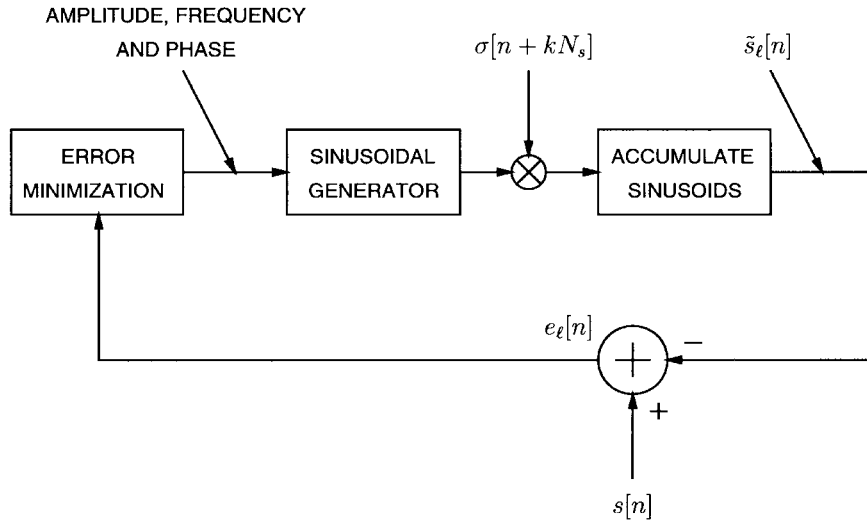 AMPLITUDE, FREQUENCY
AND PHASE
σ[n + kN_s]
s̃_ℓ[n]
ERROR
MINIMIZATION
SINUSOIDAL
GENERATOR
ACCUMULATE
SINUSOIDS
e_ℓ[n]
−
+
+
s[n]